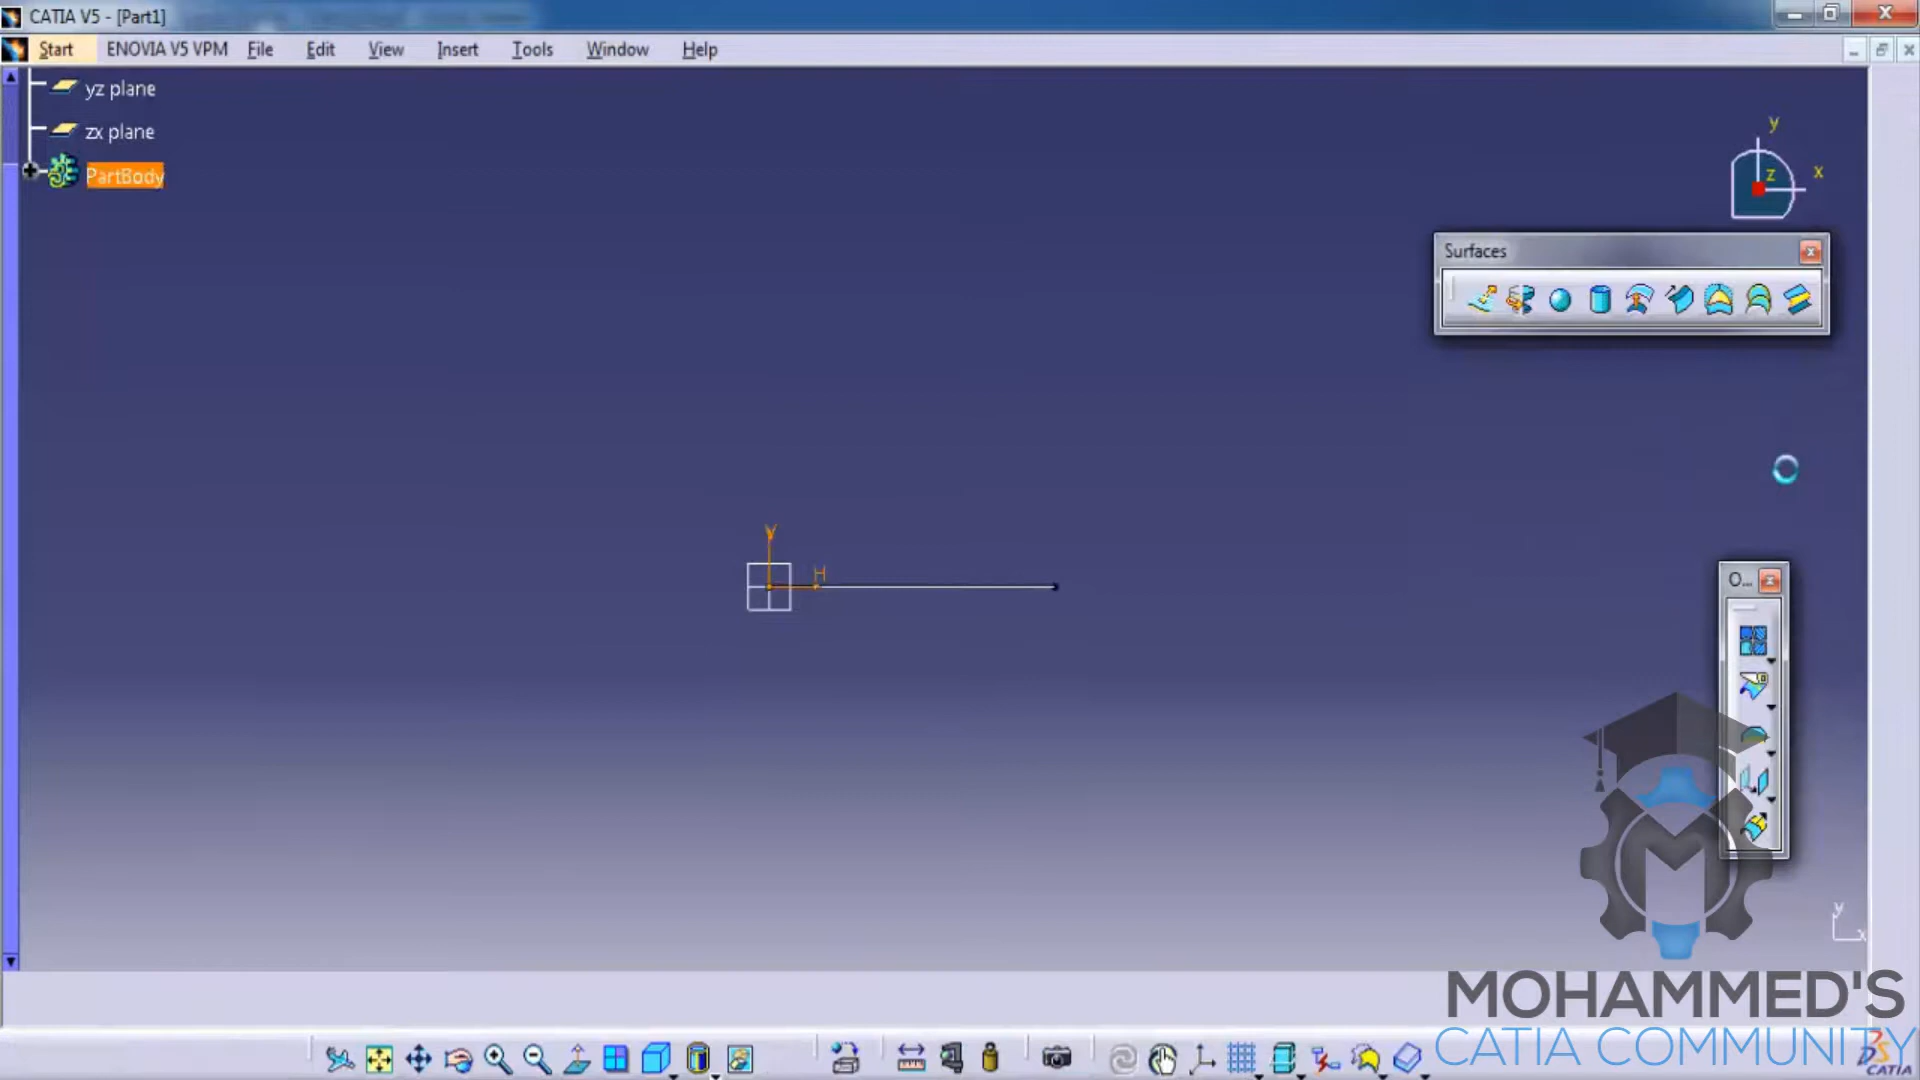 CATIA V5 - [Part1]
Start ENOVIA V5 VPM File Edit View Insert Tools Window Help
yz plane
zx plane
PartBody
y
x
z
Surfaces
V
H
O...
y
x
MOHAMMED'S
CATIA COMMUNITY
CATIA